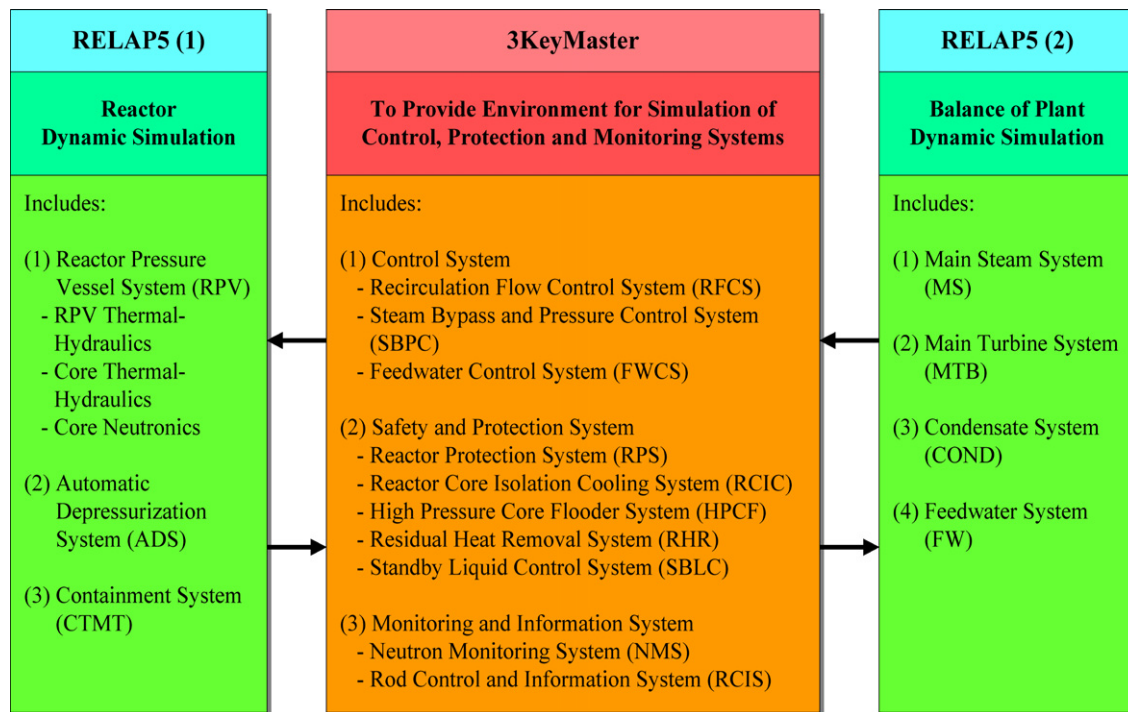 RELAP5 (1)
Reactor
Dynamic Simulation
Includes:
(1) Reactor Pressure
Vessel System (RPV)
- RPV Thermal-
Hydraulics
- Core Thermal-
Hydraulics
- Core Neutronics
(2) Automatic
Depressurization
System (ADS)
(3) Containment System
(CTMT)
3KeyMaster
To Provide Environment for Simulation of
Control, Protection and Monitoring Systems
Includes:
(1) Control System
- Recirculation Flow Control System (RFCS)
- Steam Bypass and Pressure Control System
(SBPC)
- Feedwater Control System (FWCS)
(2) Safety and Protection System
- Reactor Protection System (RPS)
- Reactor Core Isolation Cooling System (RCIC)
- High Pressure Core Flooder System (HPCF)
- Residual Heat Removal System (RHR)
- Standby Liquid Control System (SBLC)
(3) Monitoring and Information System
- Neutron Monitoring System (NMS)
- Rod Control and Information System (RCIS)
RELAP5 (2)
Balance of Plant
Dynamic Simulation
Includes:
(1) Main Steam System
(MS)
(2) Main Turbine System
(MTB)
(3) Condensate System
(COND)
(4) Feedwater System
(FW)